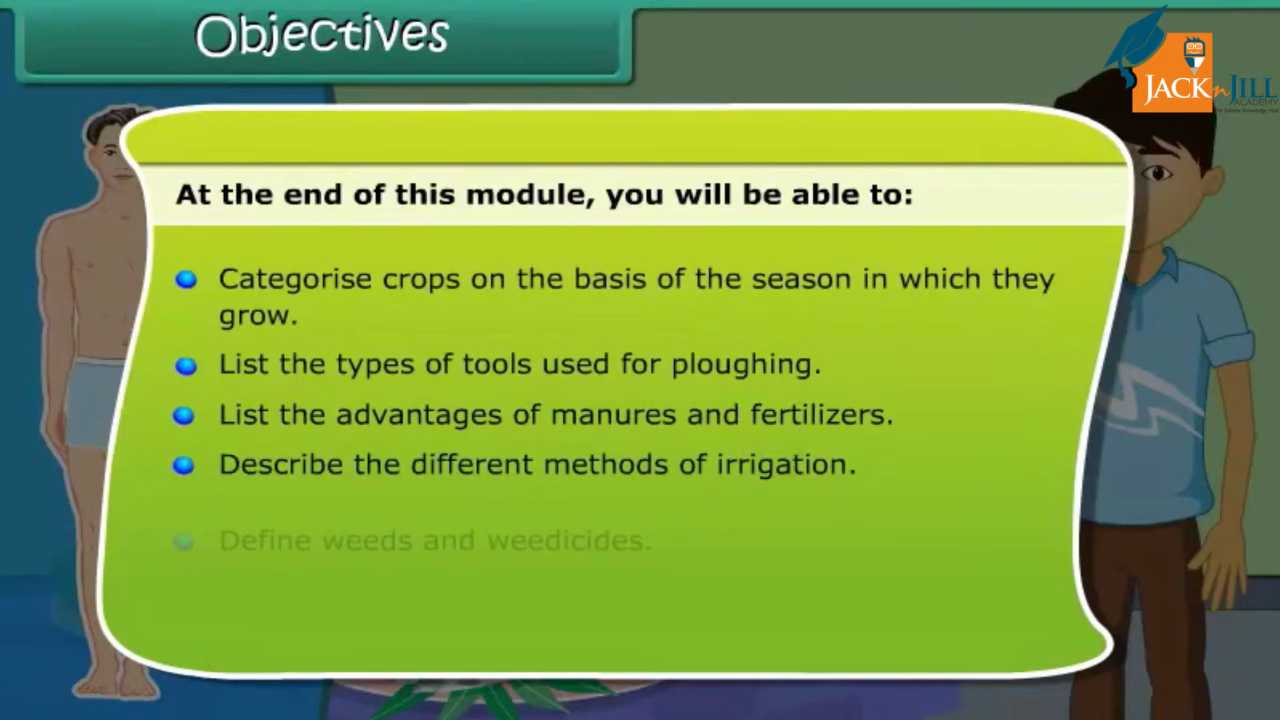 Objectives
JACKnJILL
ACADEMY
At the end of this module, you will be able to:
Categorise crops on the basis of the season in which they
grow.
List the types of tools used for ploughing.
List the advantages of manures and fertilizers.
Describe the different methods of irrigation.
Define weeds and weedicides.